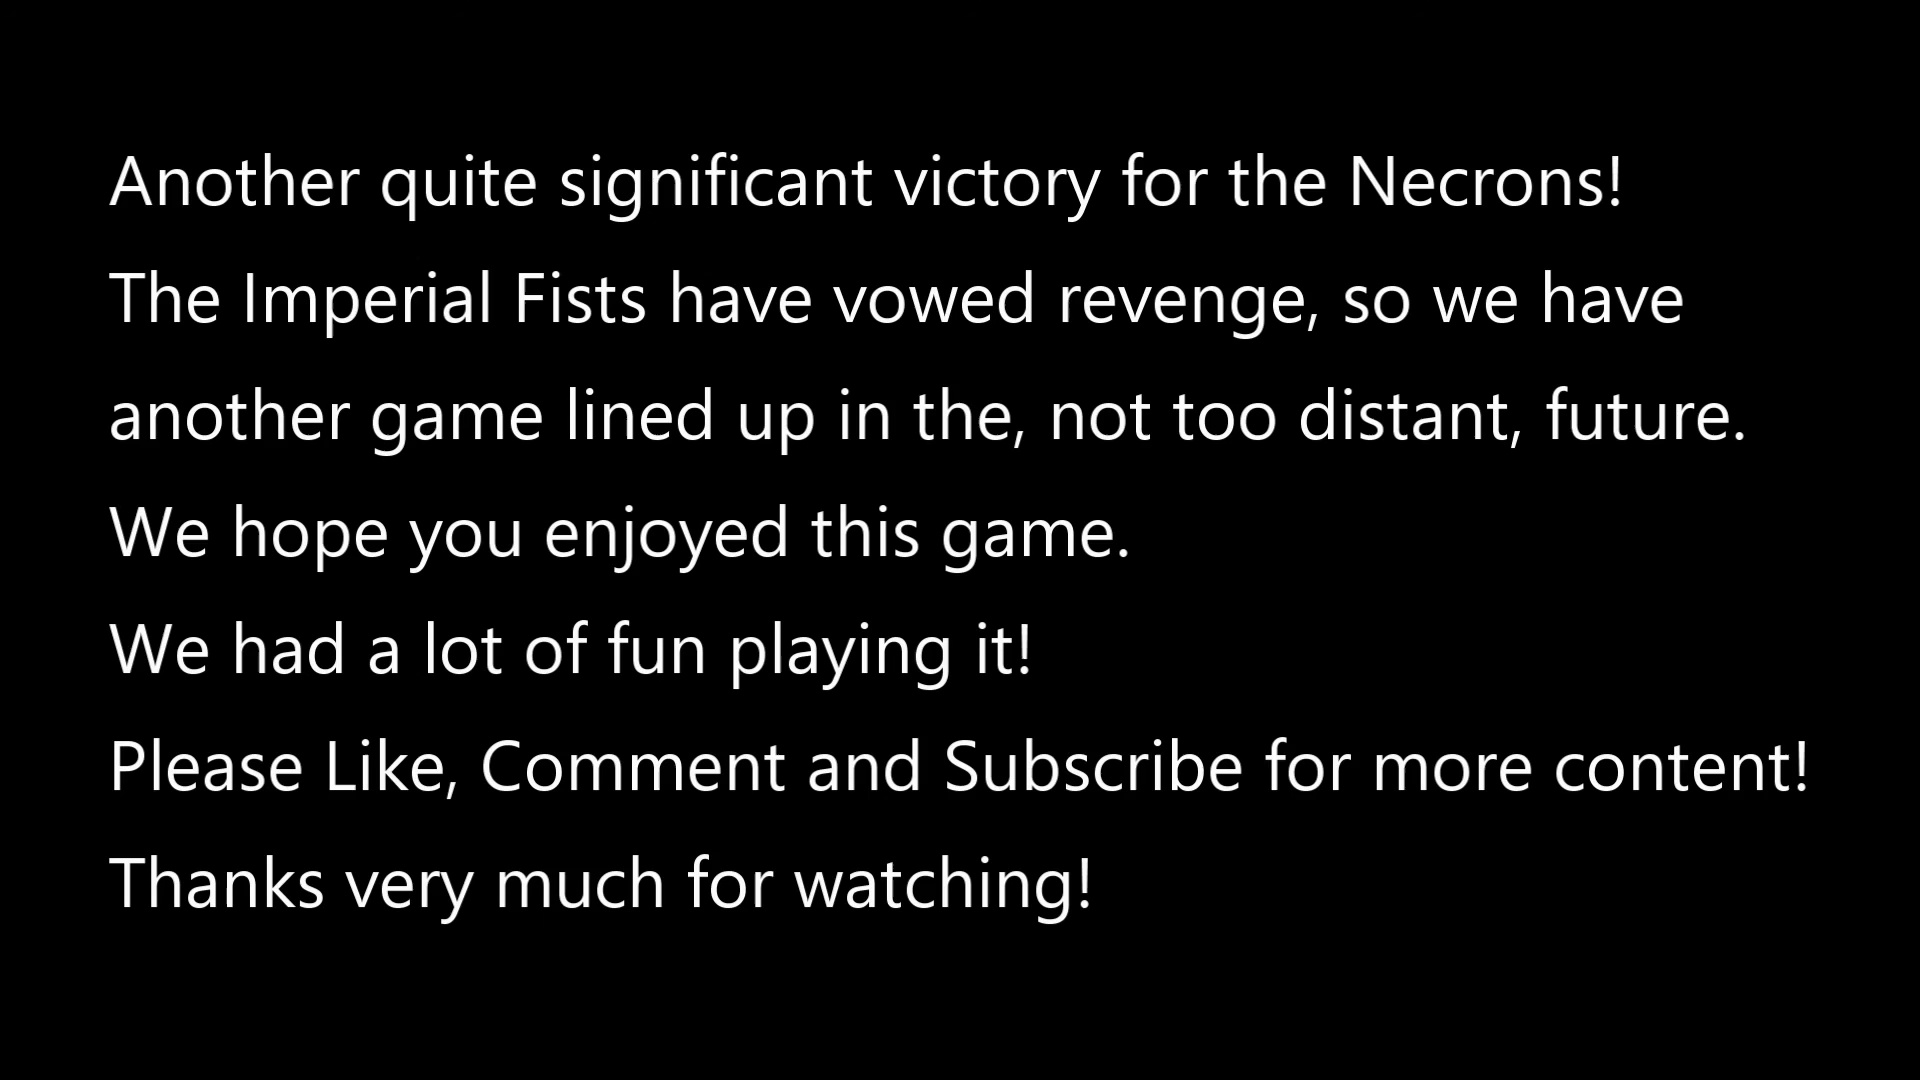 Another quite significant victory for the Necrons!
The Imperial Fists have vowed revenge, so we have
another game lined up in the, not too distant, future.
We hope you enjoyed this game.
We had a lot of fun playing it!
Please Like, Comment and Subscribe for more content!
Thanks very much for watching!